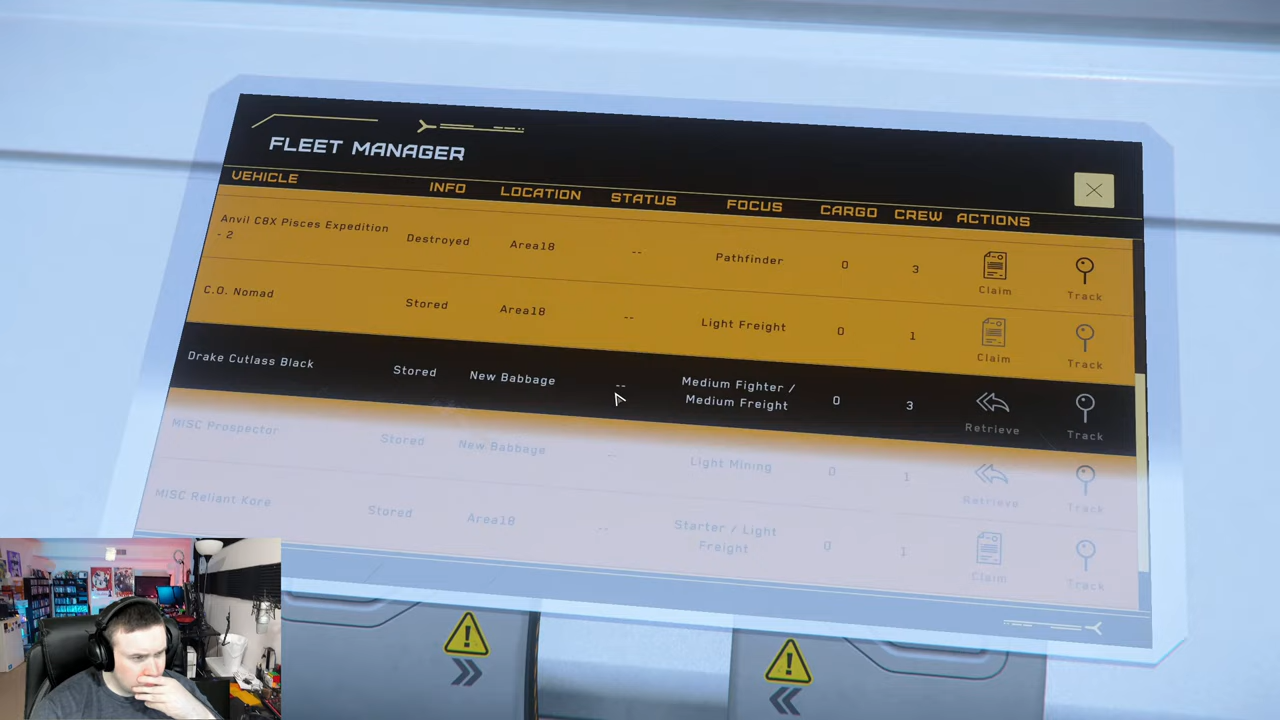 FLEET MANAGER
VEHICLE INFO LOCATION STATUS FOCUS CARGO CREW ACTIONS
Anvil C8X Pisces Expedition
- 2
Destroyed Area18 -- Pathfinder 0 3 Claim Track
C.O. Nomad Stored Area18 -- Light Freight 0 1 Claim Track
Drake Cutlass Black Stored New Babbage -- Medium Fighter /
Medium Freight
0 3 Retrieve Track
MISC Prospector Stored New Babbage -- Light Mining 0 1 Retrieve Track
MISC Reliant Kore Stored Area18 -- Starter / Light
Freight
0 1 Claim Track